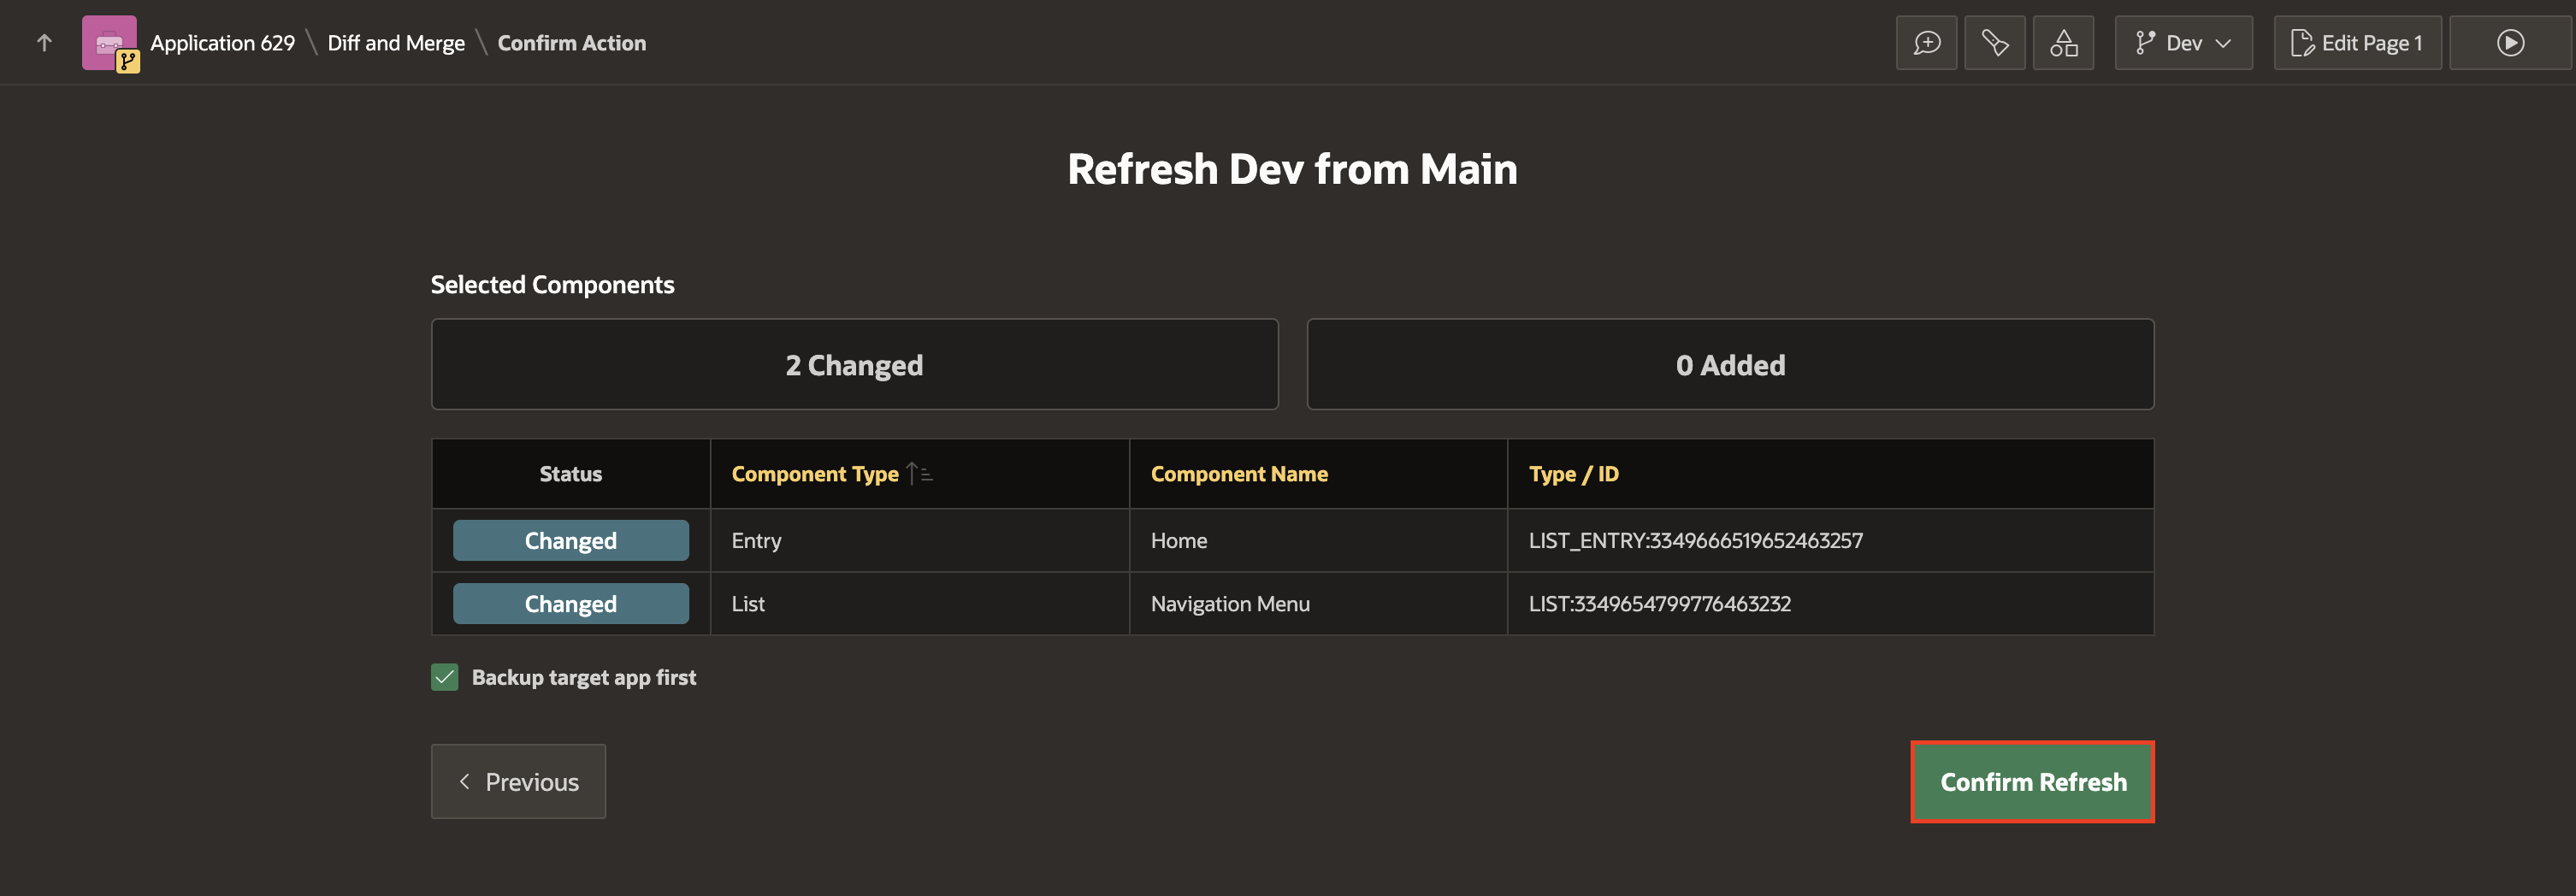 Application 629 \ Diff and Merge \ Confirm Action
Dev
Edit Page 1
Refresh Dev from Main
Selected Components
2 Changed
0 Added
Status Component Type Component Name Type / ID
Changed Entry Home LIST_ENTRY:3349666519652463257
Changed List Navigation Menu LIST:3349654799776463232
Backup target app first
Previous
Confirm Refresh